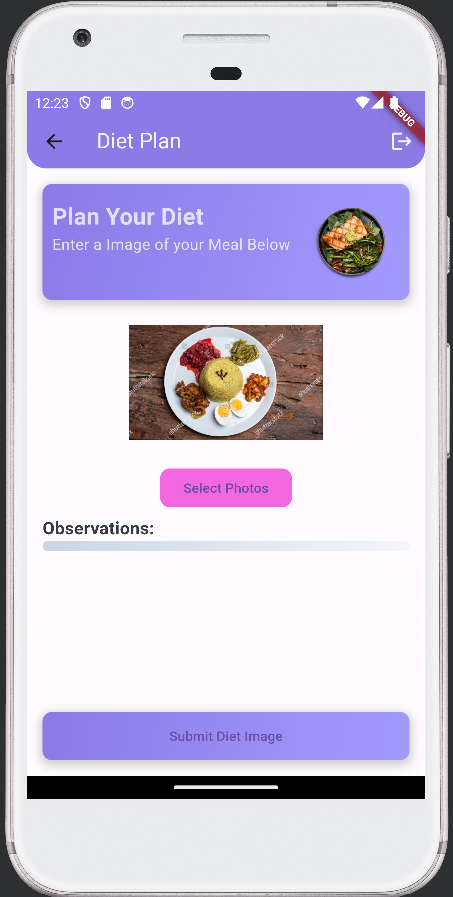 12:23
DEBUG
Diet Plan
Plan Your Diet
Enter a Image of your Meal Below
Select Photos
Observations:
Submit Diet Image